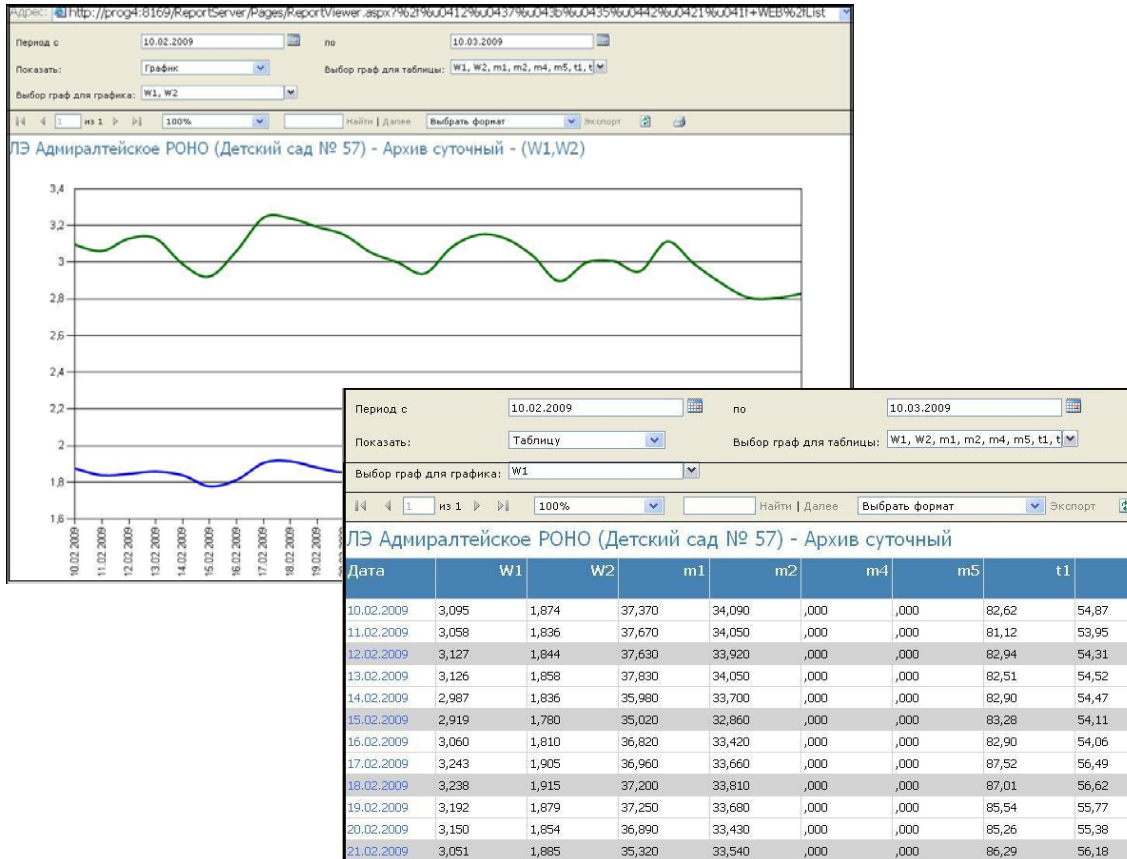 Адрес: http://prog4:8169/ReportServer/Pages/ReportViewer.aspx?%2f%u0412%u0437%u043b%u0435%u0442%u0421%u041f+WEB%2fList
Период с 10.02.2009 по 10.03.2009
Показать: График Выбор граф для таблицы: W1, W2, m1, m2, m4, m5, t1, t
Выбор граф для графика: W1, W2
1 из 1 100% Найти | Далее Выбрать формат Экспорт
ЛЭ Адмиралтейское РОНО (Детский сад № 57) - Архив суточный - (W1,W2)
3,4
3,2
3
2,8
2,6
2,4
2,2
2
1,8
1,6
10.02.2009 11.02.2009 12.02.2009 13.02.2009 14.02.2009 15.02.2009 16.02.2009 17.02.2009 18.02.2009 19.02.2009
Период с 10.02.2009 по 10.03.2009
Показать: Таблицу Выбор граф для таблицы: W1, W2, m1, m2, m4, m5, t1, t
Выбор граф для графика: W1
1 из 1 100% Найти | Далее Выбрать формат Экспорт
ЛЭ Адмиралтейское РОНО (Детский сад № 57) - Архив суточный
Дата W1 W2 m1 m2 m4 m5 t1
10.02.2009 3,095 1,874 37,370 34,090 ,000 ,000 82,62 54,87
11.02.2009 3,058 1,836 37,670 34,050 ,000 ,000 81,12 53,95
12.02.2009 3,127 1,844 37,630 33,920 ,000 ,000 82,94 54,31
13.02.2009 3,126 1,858 37,830 34,050 ,000 ,000 82,51 54,52
14.02.2009 2,987 1,836 35,980 33,700 ,000 ,000 82,90 54,47
15.02.2009 2,919 1,780 35,020 32,860 ,000 ,000 83,28 54,11
16.02.2009 3,060 1,810 36,820 33,420 ,000 ,000 82,90 54,06
17.02.2009 3,243 1,905 36,960 33,660 ,000 ,000 87,52 56,49
18.02.2009 3,238 1,915 37,200 33,810 ,000 ,000 87,01 56,62
19.02.2009 3,192 1,879 37,250 33,680 ,000 ,000 85,54 55,77
20.02.2009 3,150 1,854 36,890 33,430 ,000 ,000 85,26 55,38
21.02.2009 3,051 1,885 35,320 33,540 ,000 ,000 86,29 56,18